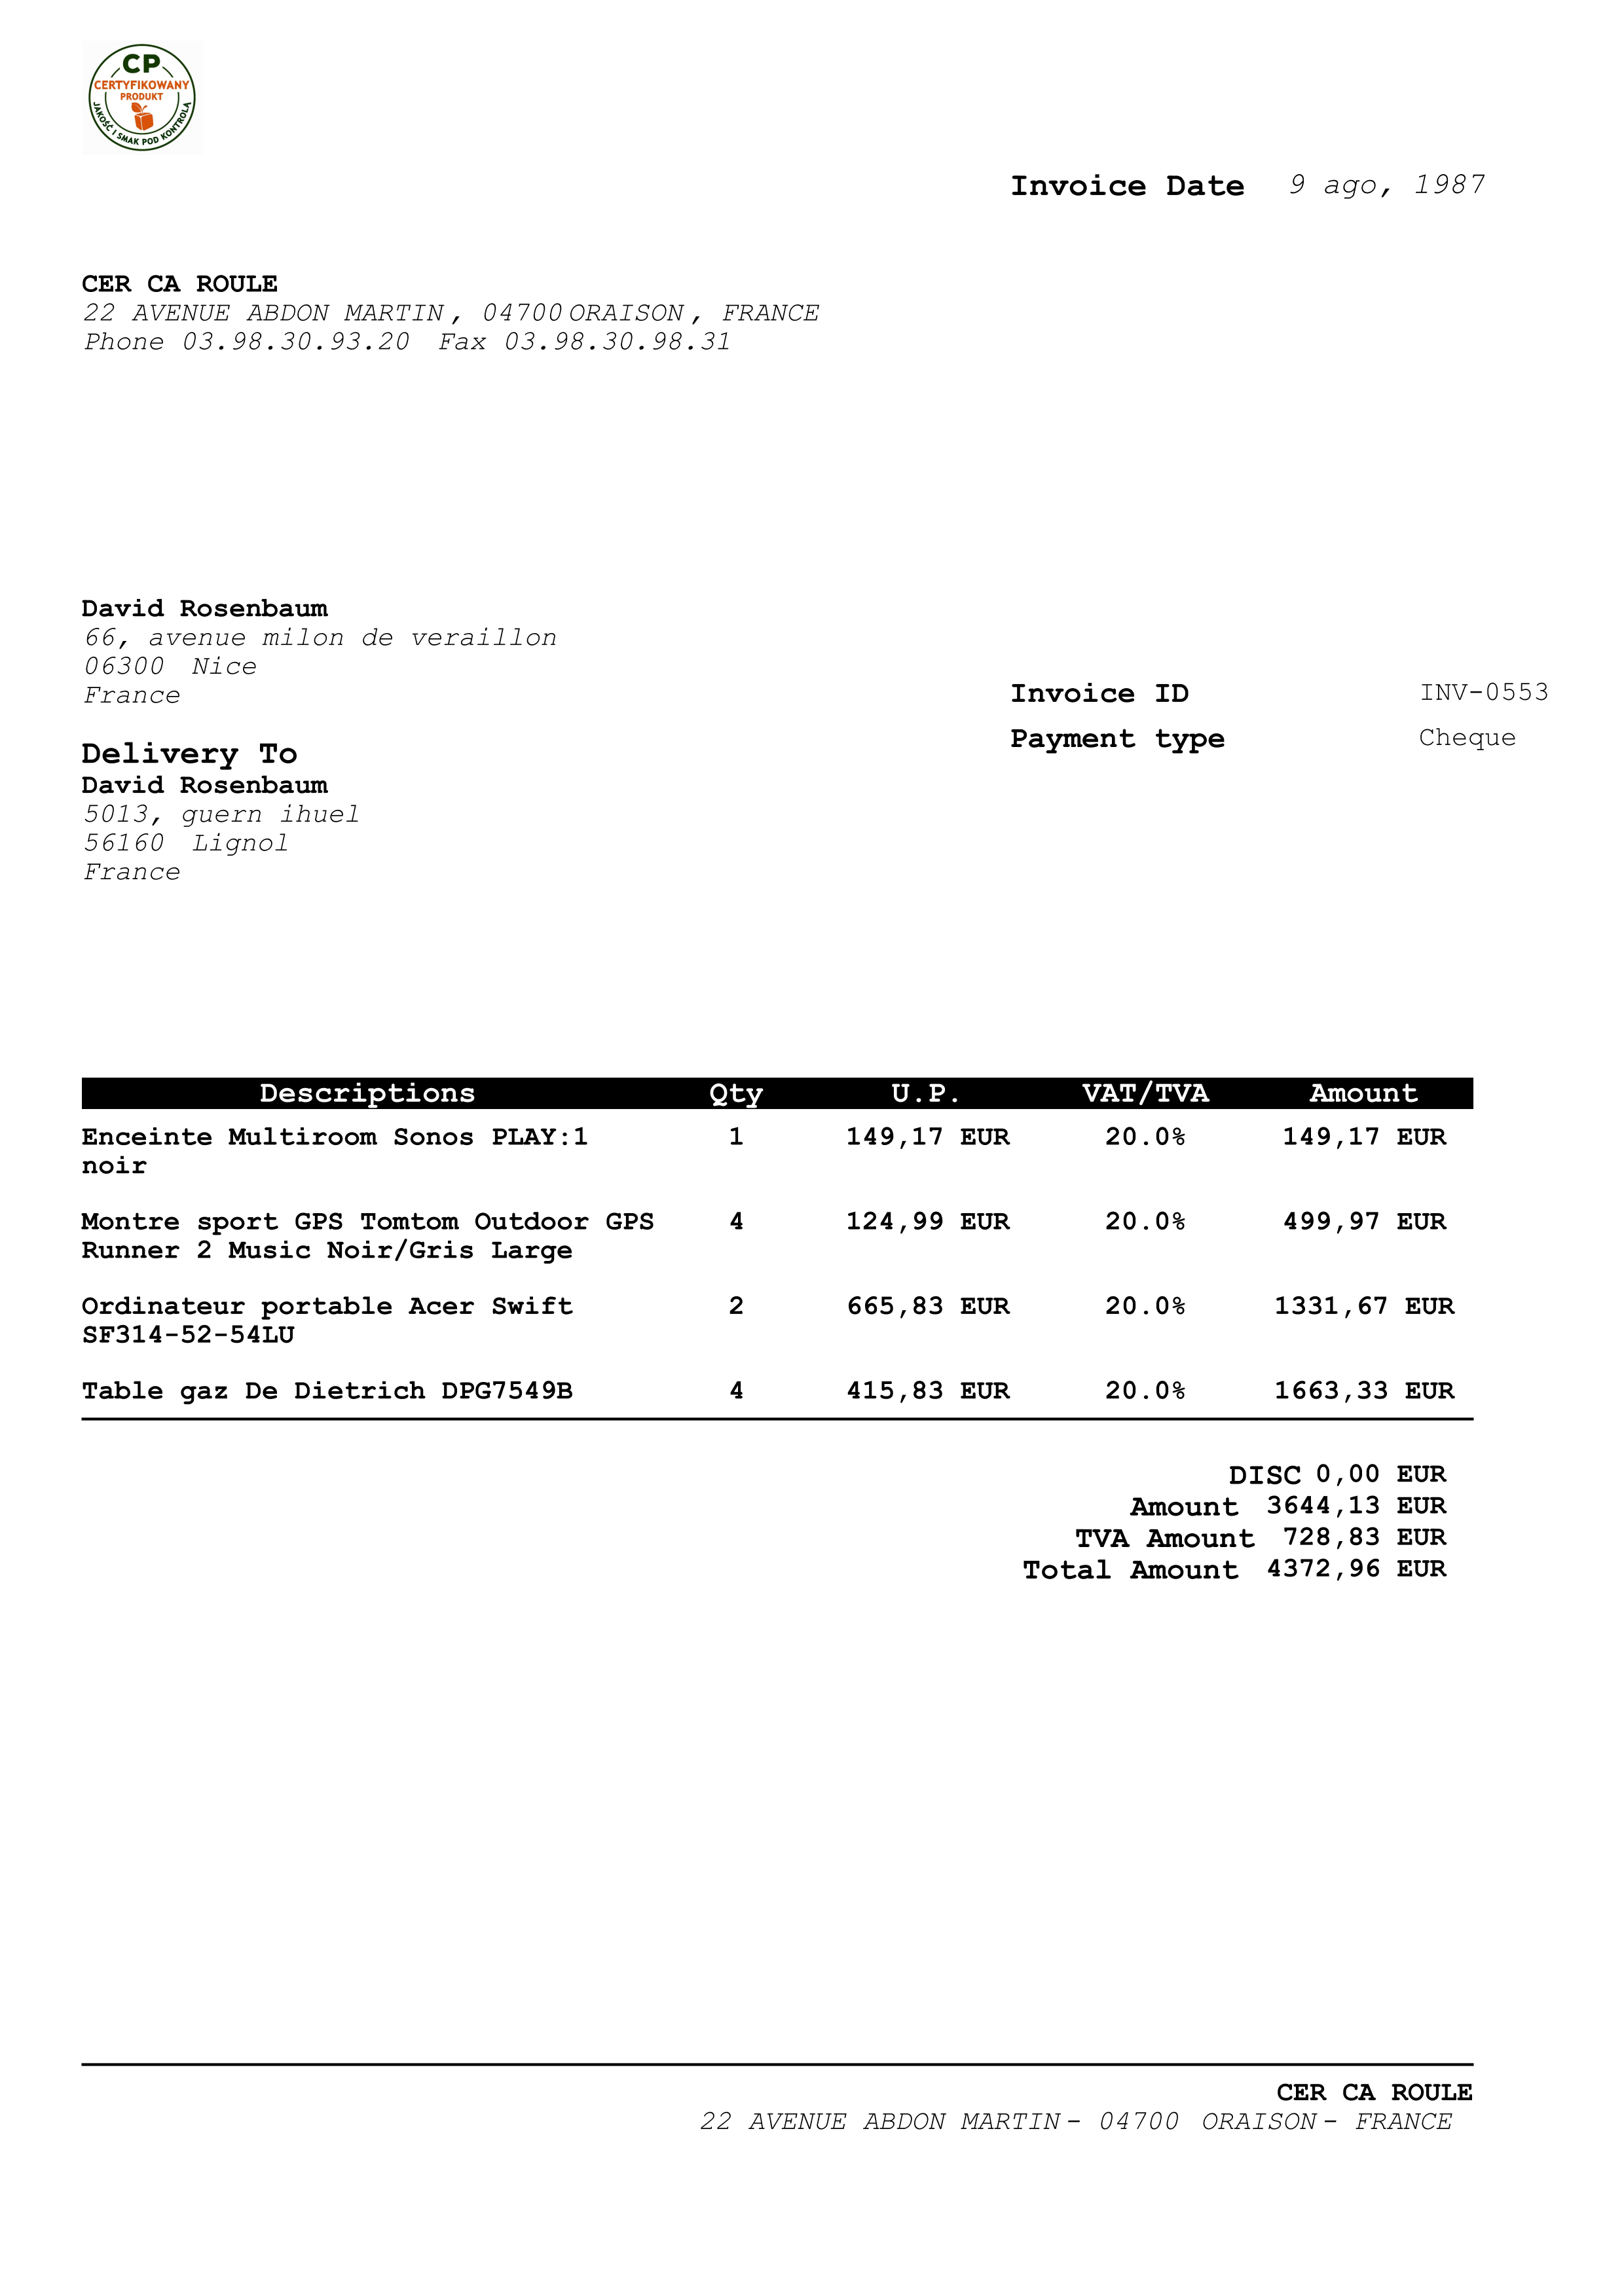 CP
CERTYFIKOWANY
PRODUKT
JAKOŚĆ I SMAK POD KONTROLĄ
Invoice Date 9 ago, 1987
CER CA ROULE
22 AVENUE ABDON MARTIN, 04700 ORAISON, FRANCE
Phone 03.98.30.93.20 Fax 03.98.30.98.31
David Rosenbaum
66, avenue milon de veraillon
06300 Nice
France
Invoice ID INV-0553
Payment type Cheque
Delivery To
David Rosenbaum
5013, guern ihuel
56160 Lignol
France
Descriptions Qty U.P. VAT/TVA Amount
Enceinte Multiroom Sonos PLAY:1 1 149,17 EUR 20.0% 149,17 EUR
noir
Montre sport GPS Tomtom Outdoor GPS 4 124,99 EUR 20.0% 499,97 EUR
Runner 2 Music Noir/Gris Large
Ordinateur portable Acer Swift 2 665,83 EUR 20.0% 1331,67 EUR
SF314-52-54LU
Table gaz De Dietrich DPG7549B 4 415,83 EUR 20.0% 1663,33 EUR
DISC 0,00 EUR
Amount 3644,13 EUR
TVA Amount 728,83 EUR
Total Amount 4372,96 EUR
CER CA ROULE
22 AVENUE ABDON MARTIN - 04700 ORAISON - FRANCE